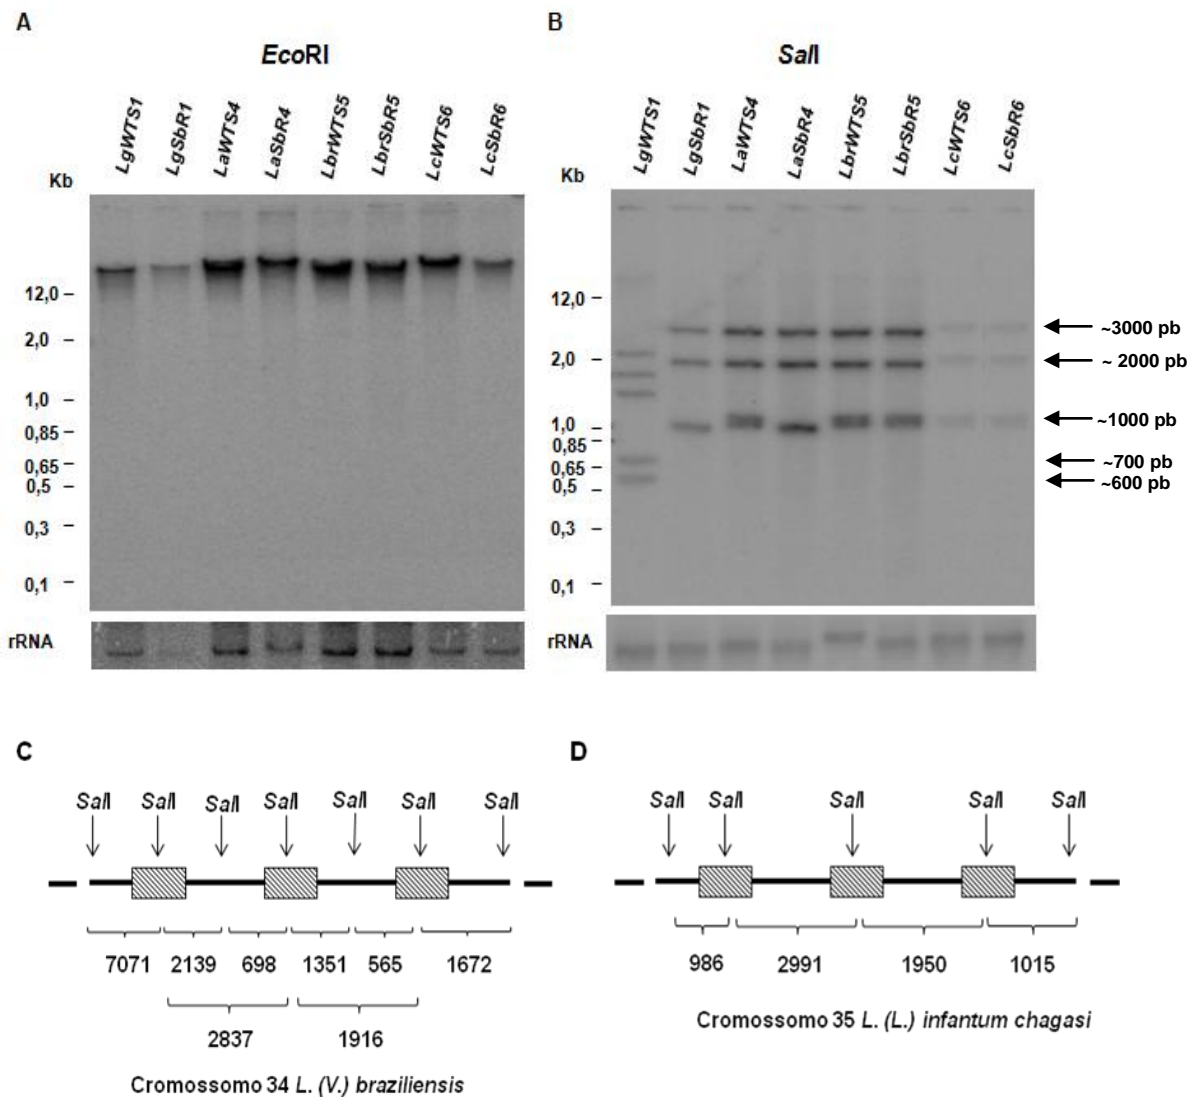 A
EcoRI
LgWTS1 LgSbR1 LaWTS4 LaSbR4 LbrWTS5 LbrSbR5 LcWTS6 LcSbR6
Kb
12,0
2,0
1,0
0,85
0,65
0,5
0,3
0,1
rRNA
B
SalI
LgWTS1 LgSbR1 LaWTS4 LaSbR4 LbrWTS5 LbrSbR5 LcWTS6 LcSbR6
Kb
12,0
2,0
1,0
0,85
0,65
0,5
0,3
0,1
~3000 pb
~ 2000 pb
~1000 pb
~700 pb
~600 pb
rRNA
C
SalI SalI SalI SalI SalI SalI SalI
7071 2139 698 1351 565 1672
2837 1916
Cromossomo 34 L. (V.) braziliensis
D
SalI SalI SalI SalI SalI
986 2991 1950 1015
Cromossomo 35 L. (L.) infantum chagasi